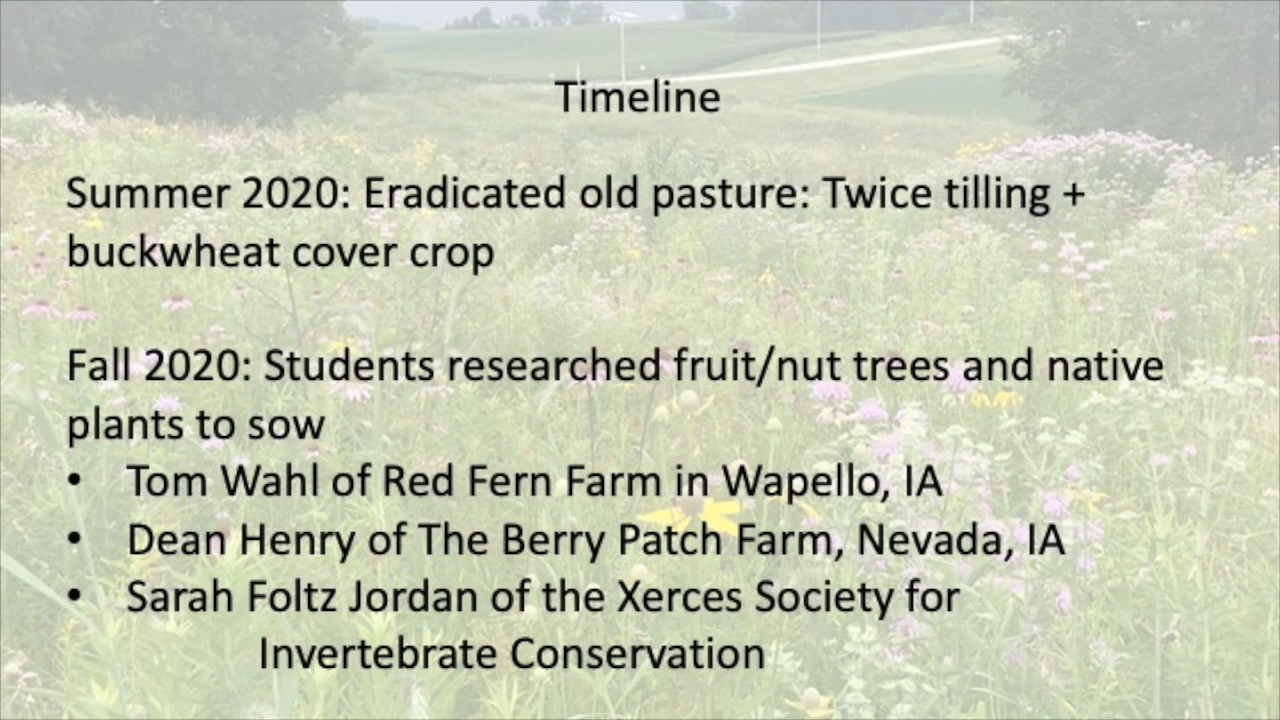 Timeline
Summer 2020: Eradicated old pasture: Twice tilling +
buckwheat cover crop
Fall 2020: Students researched fruit/nut trees and native
plants to sow
• Tom Wahl of Red Fern Farm in Wapello, IA
• Dean Henry of The Berry Patch Farm, Nevada, IA
• Sarah Foltz Jordan of the Xerces Society for
Invertebrate Conservation